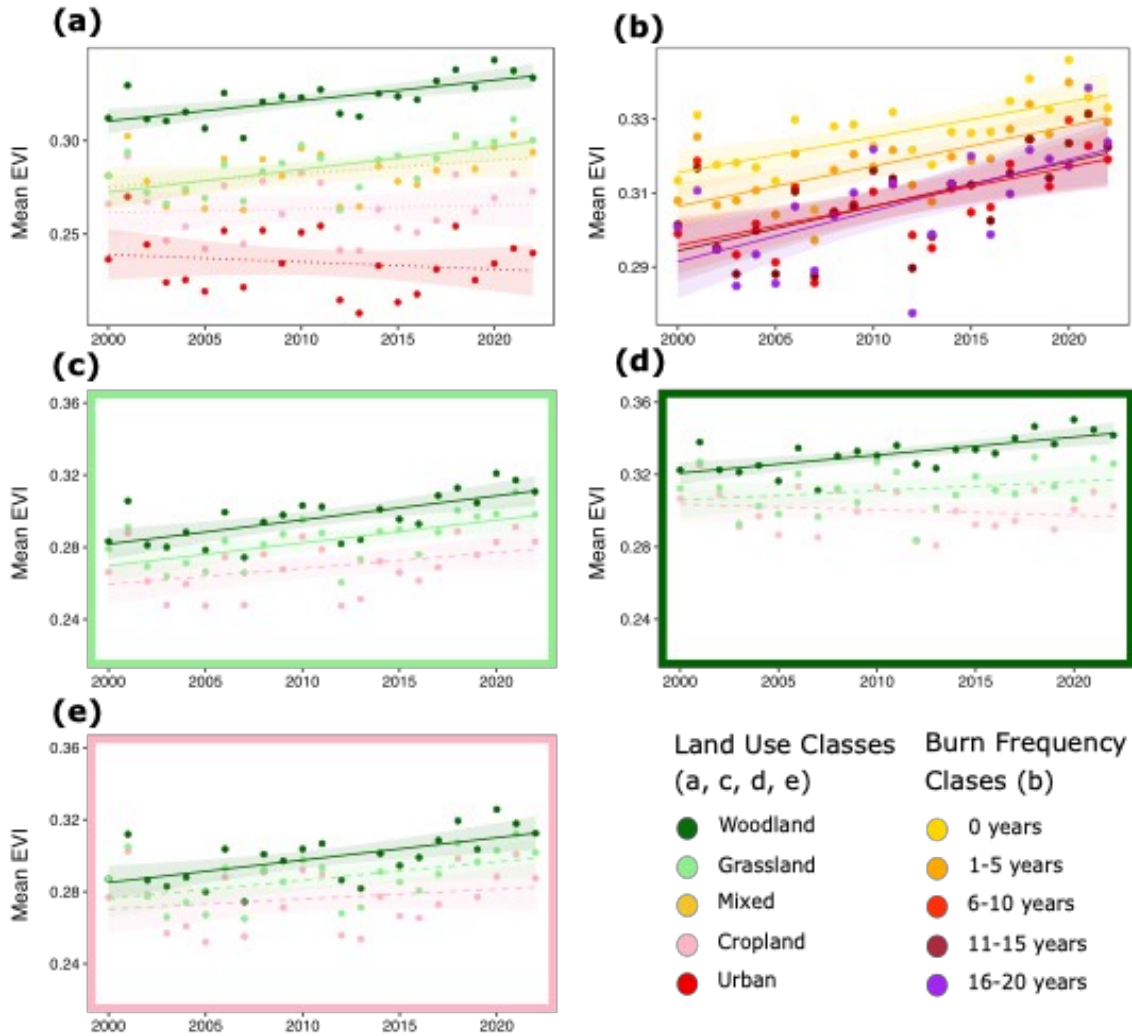 (a)
Mean EVI
0.30
0.25
2000 2005 2010 2015 2020
(b)
Mean EVI
0.33
0.31
0.29
2000 2005 2010 2015 2020
(c)
Mean EVI
0.36
0.32
0.28
0.24
2000 2005 2010 2015 2020
(d)
Mean EVI
0.36
0.32
0.28
0.24
2000 2005 2010 2015 2020
(e)
Mean EVI
0.36
0.32
0.28
0.24
2000 2005 2010 2015 2020
Land Use Classes
(a, c, d, e)
Woodland
Grassland
Mixed
Cropland
Urban
Burn Frequency
Clases (b)
0 years
1-5 years
6-10 years
11-15 years
16-20 years